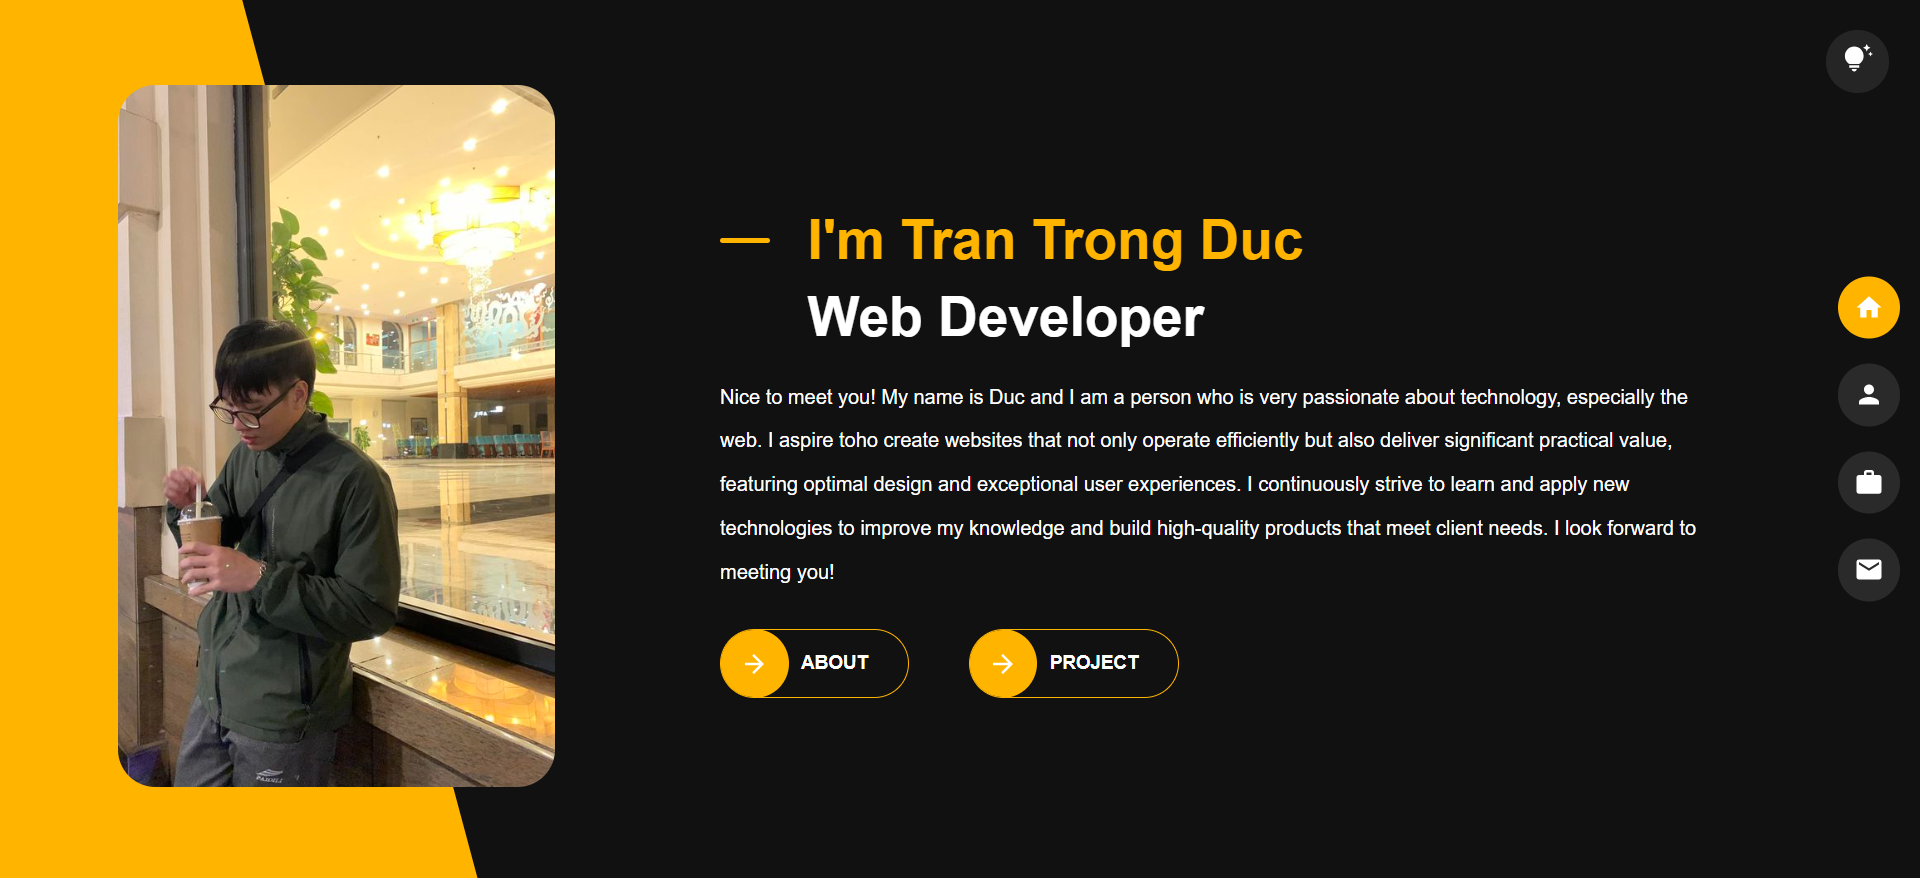 I'm Tran Trong Duc
Web Developer
Nice to meet you! My name is Duc and I am a person who is very passionate about technology, especially the
web. I aspire toho create websites that not only operate efficiently but also deliver significant practical value,
featuring optimal design and exceptional user experiences. I continuously strive to learn and apply new
technologies to improve my knowledge and build high-quality products that meet client needs. I look forward to
meeting you!
ABOUT
PROJECT